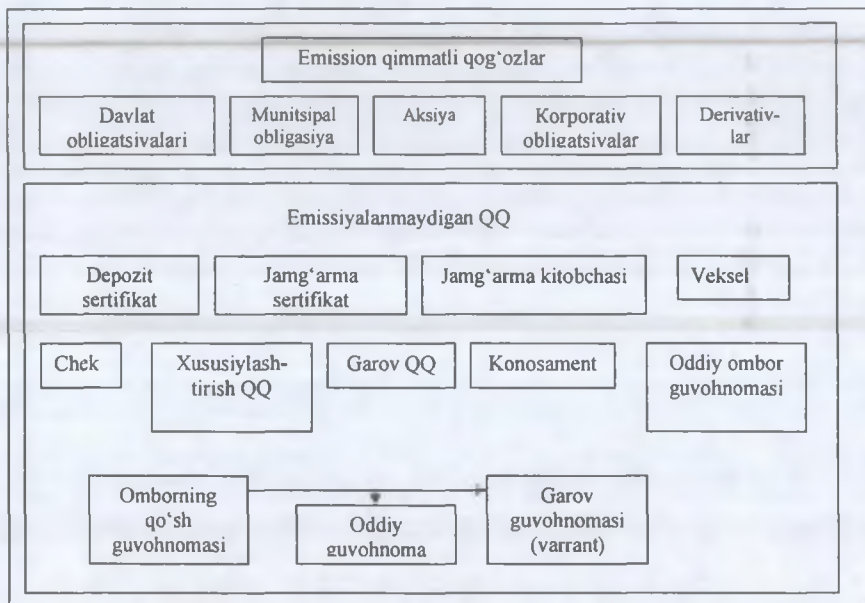 Emission qimmatli qog‘ozlar
Davlat
obligatsivalari
Munitsipal
obligasiya
Aksiya
Korporativ
obligatsivalar
Derivativ-
lar
Emissiyalanmaydigan QQ
Depozit
sertifikat
Jamg‘arma
sertifikat
Jamg‘arma kitobchasi
Veksel
Chek
Xususiylash-
tirish QQ
Garov QQ
Konosament
Oddiy ombor
guvohnomasi
Omborning
qo‘sh
guvohnomasi
Oddiy
guvohnoma
Garov
guvohnomasi
(varrant)